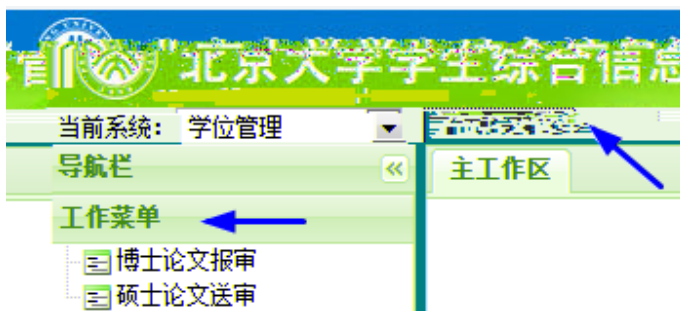 北京大学学生综合信息
当前系统： 学位管理
导航栏
主工作区
工作菜单
博士论文报审
硕士论文送审